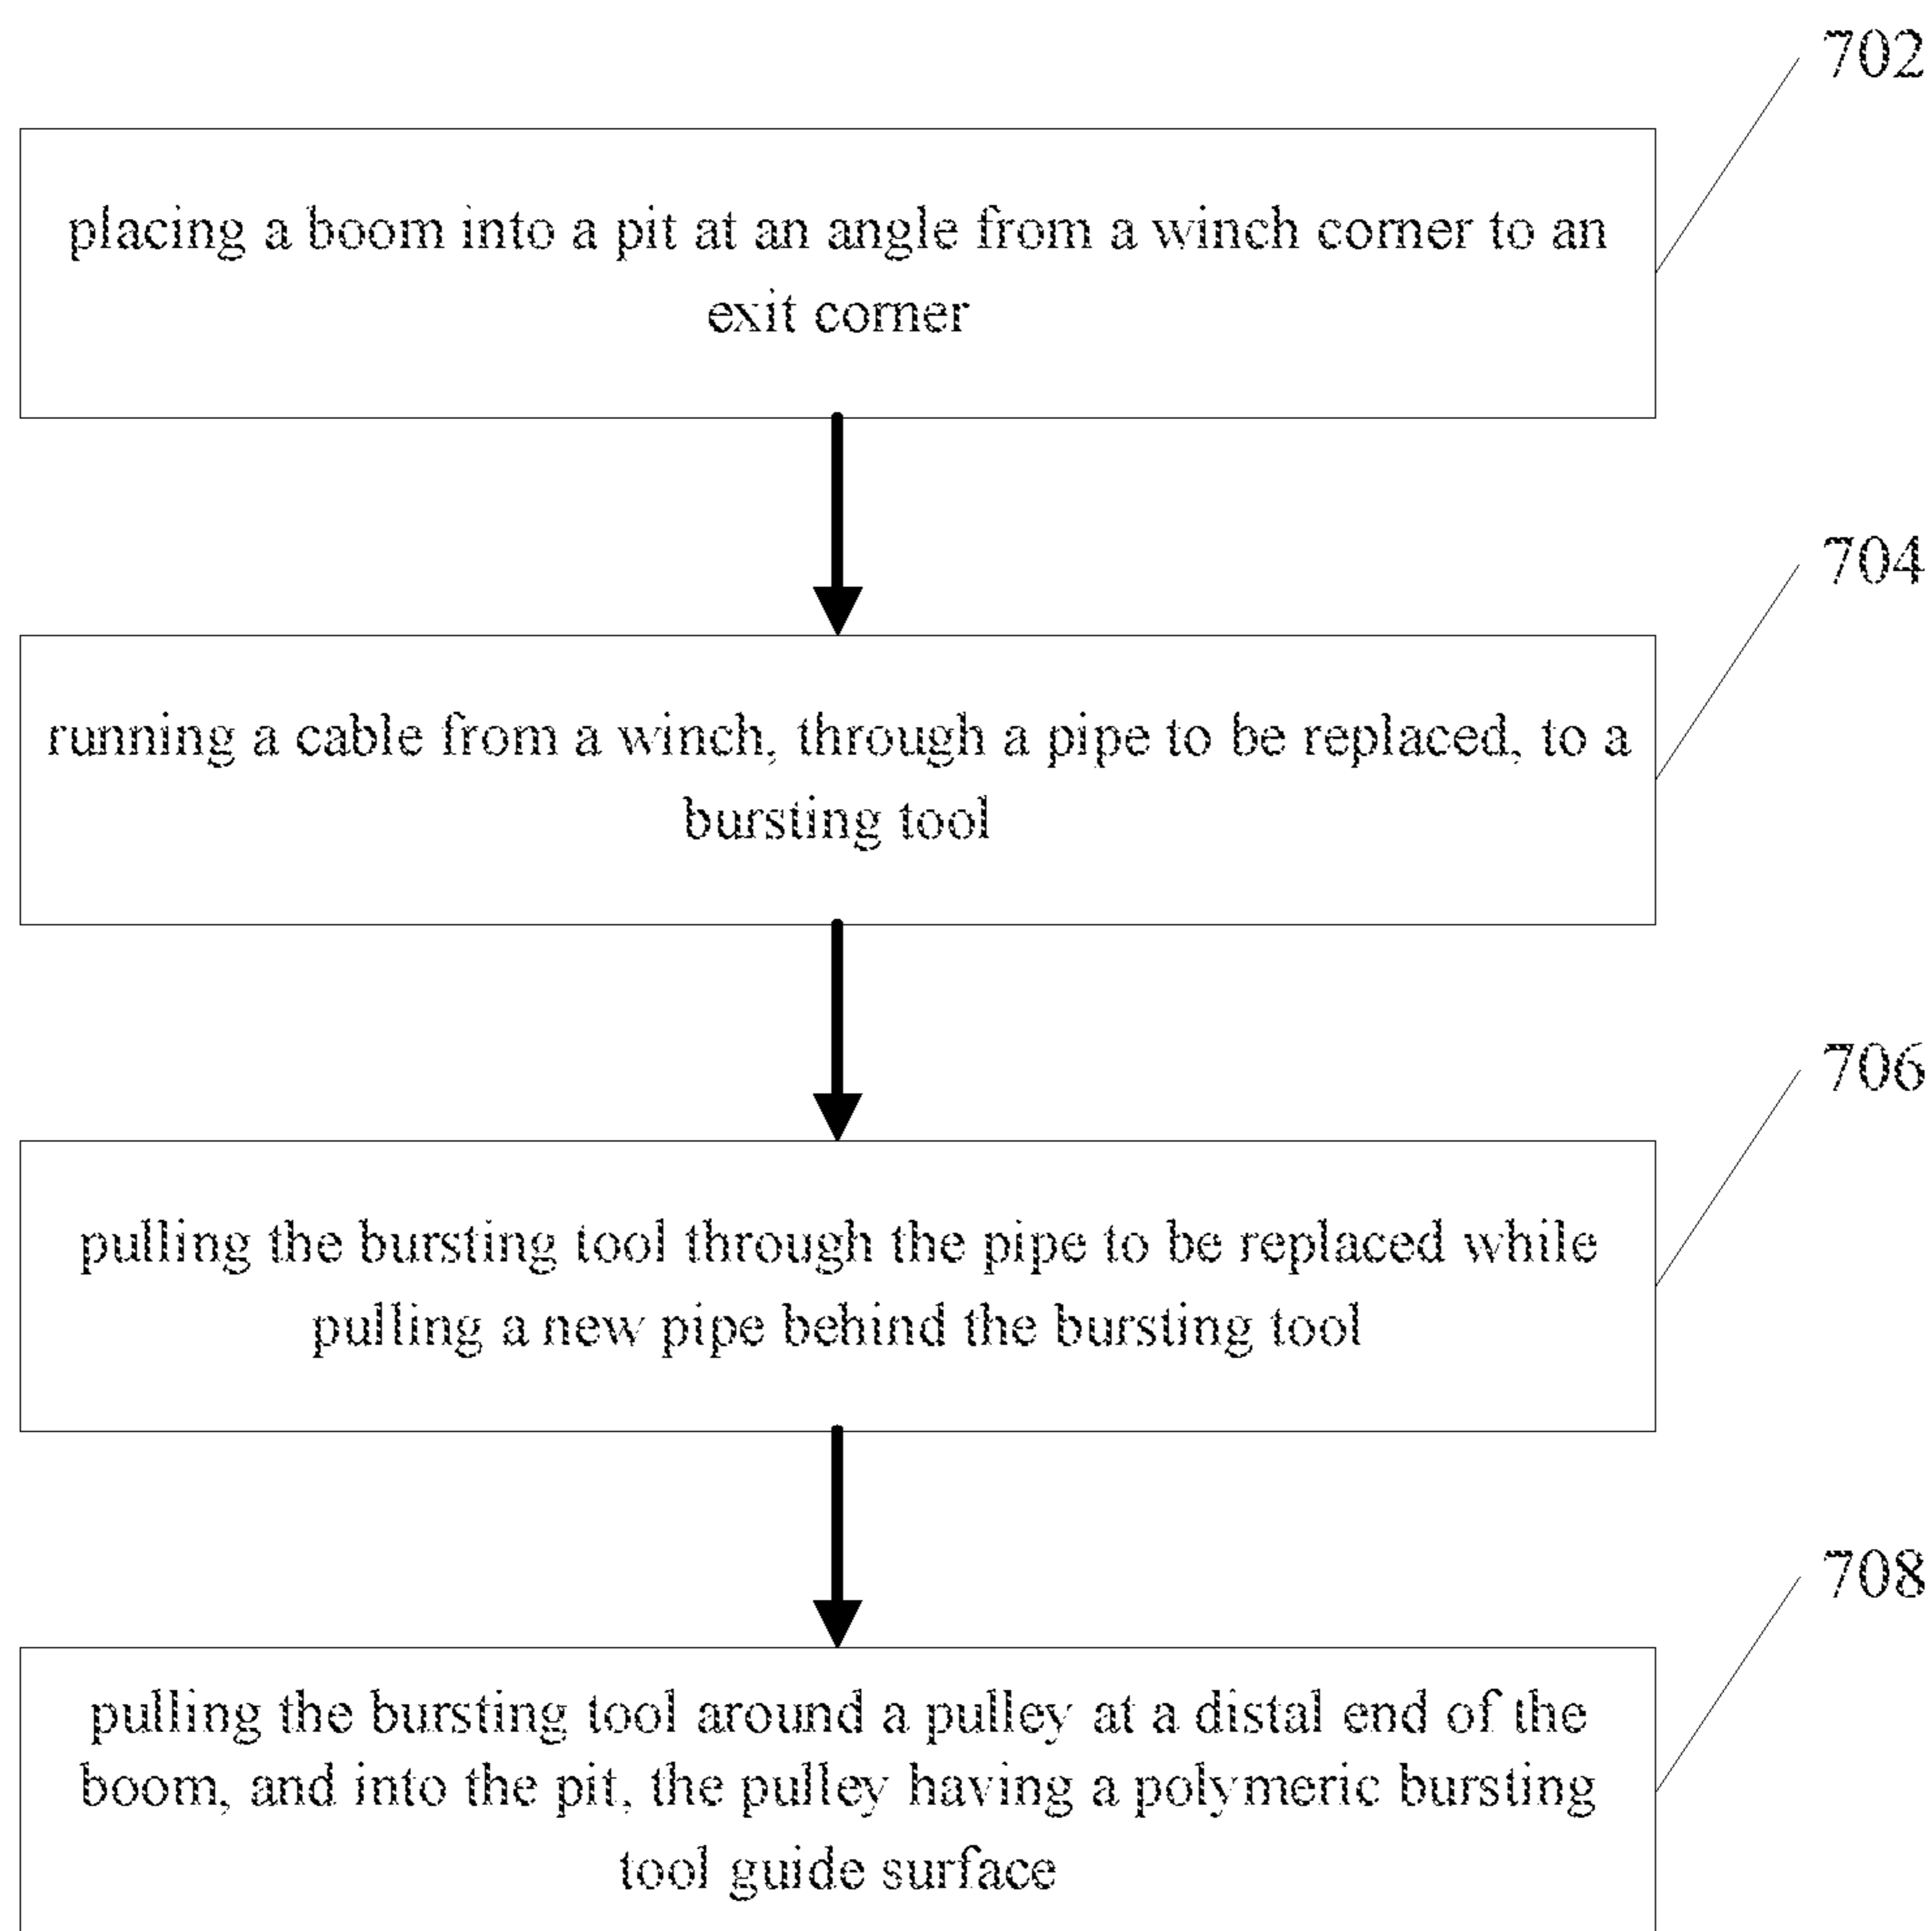 702
placing a boom into a pit at an angle from a winch corner to an
exit corner
704
running a cable from a winch, through a pipe to be replaced, to a
bursting tool
706
pulling the bursting tool through the pipe to be replaced while
pulling a new pipe behind the bursting tool
708
pulling the bursting tool around a pulley at a distal end of the
boom, and into the pit, the pulley having a polymeric bursting
tool guide surface